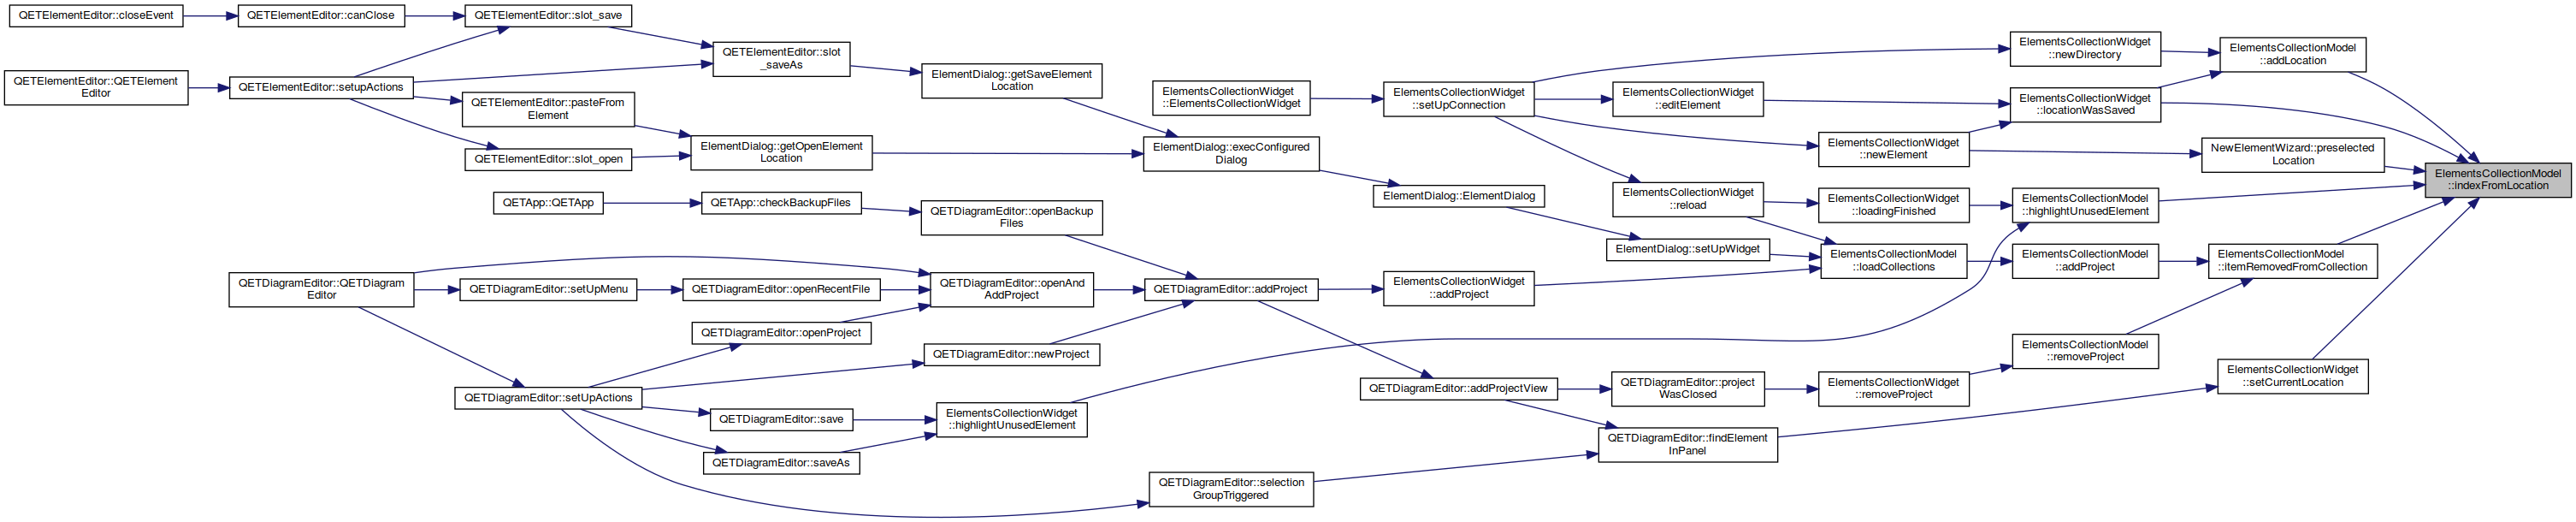 QETElementEditor::closeEvent
QETElementEditor::canClose
QETElementEditor::slot_save
QETElementEditor::slot
_saveAs
QETElementEditor::QETElement
Editor
QETElementEditor::setupActions
QETElementEditor::pasteFrom
Element
QETElementEditor::slot_open
ElementDialog::getSaveElement
Location
ElementDialog::getOpenElement
Location
ElementsCollectionWidget
::ElementsCollectionWidget
ElementDialog::execConfigured
Dialog
ElementsCollectionWidget
::setUpConnection
ElementsCollectionWidget
::editElement
ElementsCollectionWidget
::newDirectory
ElementsCollectionModel
::addLocation
ElementsCollectionWidget
::locationWasSaved
ElementsCollectionWidget
::newElement
NewElementWizard::preselected
Location
ElementsCollectionModel
::indexFromLocation
ElementDialog::ElementDialog
ElementsCollectionWidget
::reload
ElementsCollectionWidget
::loadingFinished
ElementsCollectionModel
::highlightUnusedElement
QETApp::QETApp
QETApp::checkBackupFiles
QETDiagramEditor::openBackup
Files
ElementDialog::setUpWidget
ElementsCollectionModel
::loadCollections
ElementsCollectionModel
::addProject
ElementsCollectionModel
::itemRemovedFromCollection
QETDiagramEditor::QETDiagram
Editor
QETDiagramEditor::setUpMenu
QETDiagramEditor::openRecentFile
QETDiagramEditor::openAnd
AddProject
QETDiagramEditor::addProject
ElementsCollectionWidget
::addProject
QETDiagramEditor::openProject
QETDiagramEditor::newProject
ElementsCollectionModel
::removeProject
QETDiagramEditor::setUpActions
QETDiagramEditor::addProjectView
QETDiagramEditor::project
WasClosed
ElementsCollectionWidget
::removeProject
ElementsCollectionWidget
::setCurrentLocation
QETDiagramEditor::save
ElementsCollectionWidget
::highlightUnusedElement
QETDiagramEditor::saveAs
QETDiagramEditor::findElement
InPanel
QETDiagramEditor::selection
GroupTriggered